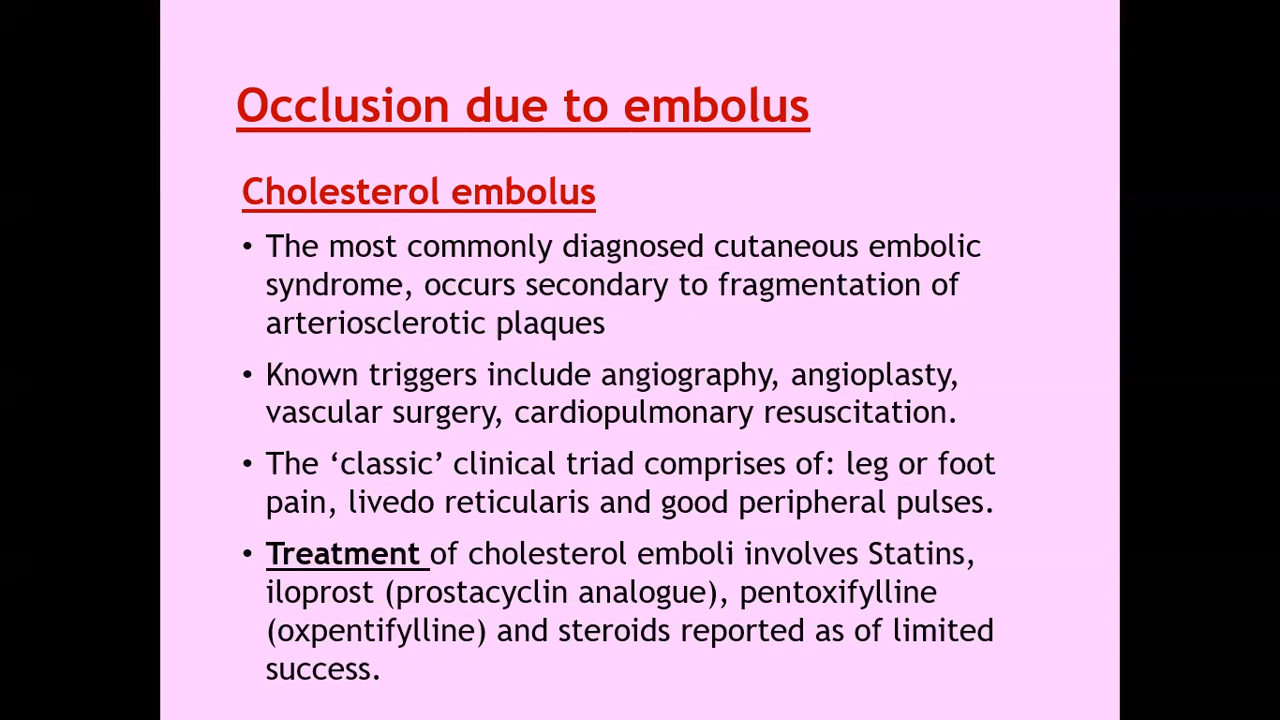 Occlusion due to embolus
Cholesterol embolus
• The most commonly diagnosed cutaneous embolic
syndrome, occurs secondary to fragmentation of
arteriosclerotic plaques
• Known triggers include angiography, angioplasty,
vascular surgery, cardiopulmonary resuscitation.
• The ‘classic’ clinical triad comprises of: leg or foot
pain, livedo reticularis and good peripheral pulses.
• Treatment of cholesterol emboli involves Statins,
iloprost (prostacyclin analogue), pentoxifylline
(oxpentifylline) and steroids reported as of limited
success.